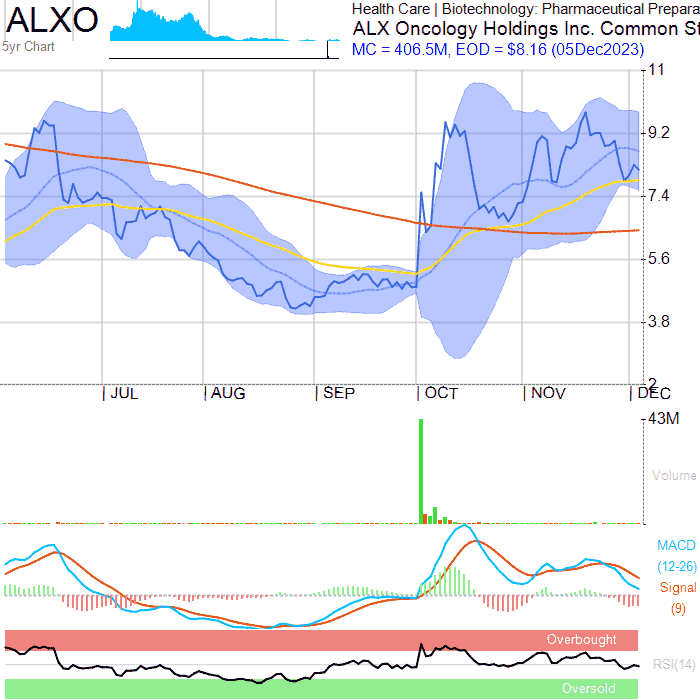 ALXO
5yr Chart
Health Care | Biotechnology: Pharmaceutical Prepara
ALX Oncology Holdings Inc. Common St
MC = 406.5M, EOD = $8.16 (05Dec2023)
11
9.2
7.4
5.6
3.8
2
JUL AUG SEP OCT NOV DEC
43M
Volume
MACD
(12-26)
Signal
(9)
Overbought
RSI(14)
Oversold